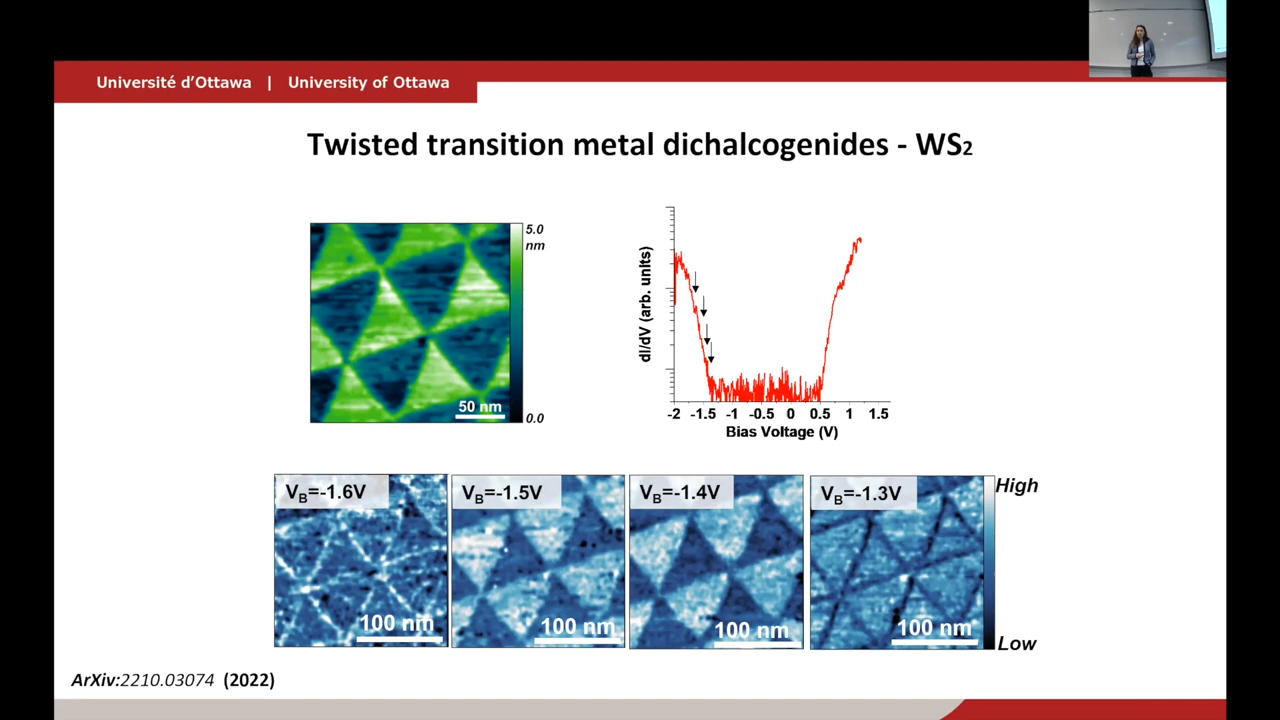 Université d'Ottawa | University of Ottawa
Twisted transition metal dichalcogenides - WS₂
5.0
nm
50 nm
0.0
dI/dV (arb. units)
-2 -1.5 -1 -0.5 0 0.5 1 1.5
Bias Voltage (V)
V_B=-1.6V
V_B=-1.5V
V_B=-1.4V
V_B=-1.3V
High
100 nm
100 nm
100 nm
100 nm
Low
ArXiv:2210.03074 (2022)